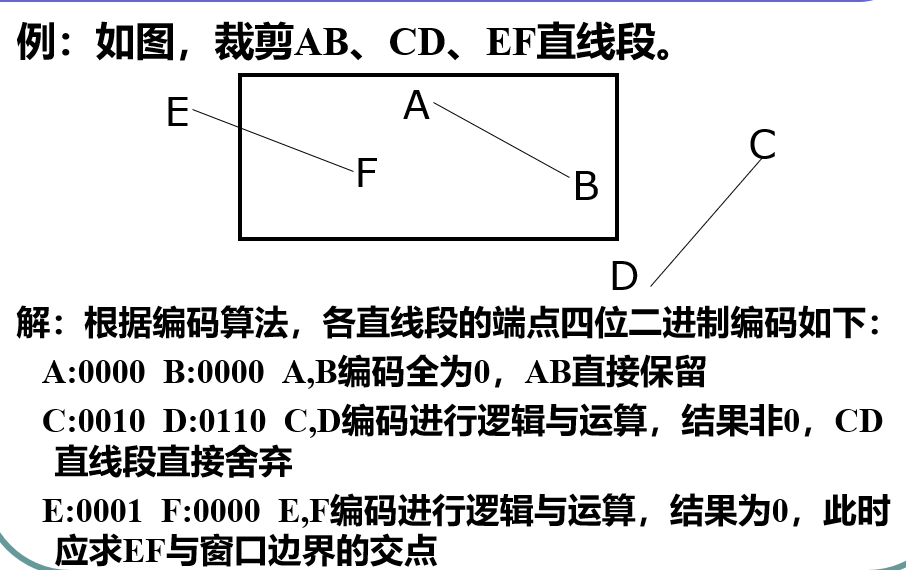 例：如图，裁剪AB、CD、EF直线段。
E
A
F
B
C
D
解：根据编码算法，各直线段的端点四位二进制编码如下：
A:0000 B:0000 A,B编码全为0，AB直接保留
C:0010 D:0110 C,D编码进行逻辑与运算，结果非0，CD
直线段直接舍弃
E:0001 F:0000 E,F编码进行逻辑与运算，结果为0，此时
应求EF与窗口边界的交点